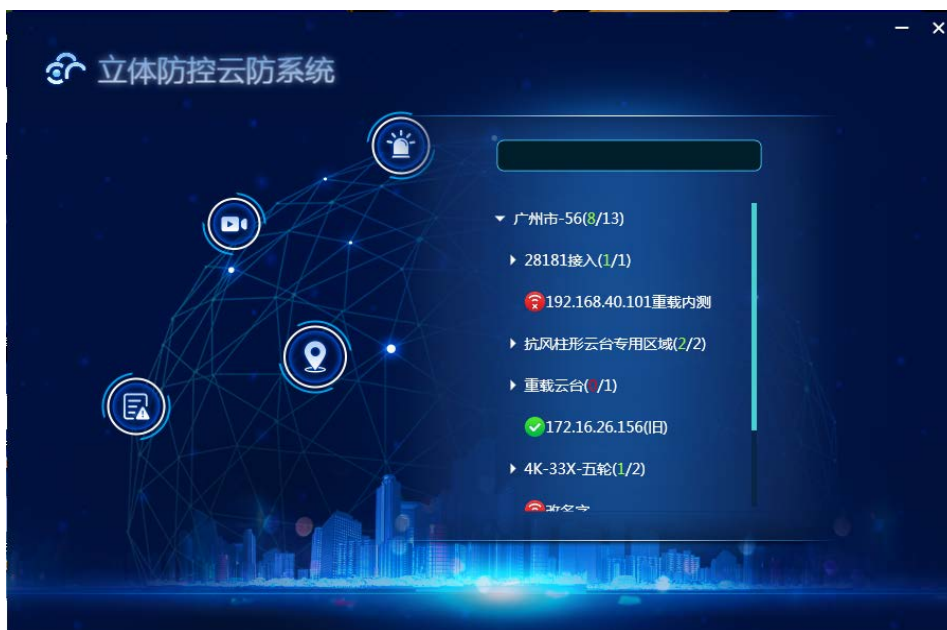 立体防控云防系统
广州市-56(8/13)
28181接入(1/1)
192.168.40.101重载内测
抗风柱形云台专用区域(2/2)
重载云台(0/1)
172.16.26.156(旧)
4K-33X-五轮(1/2)
改名字